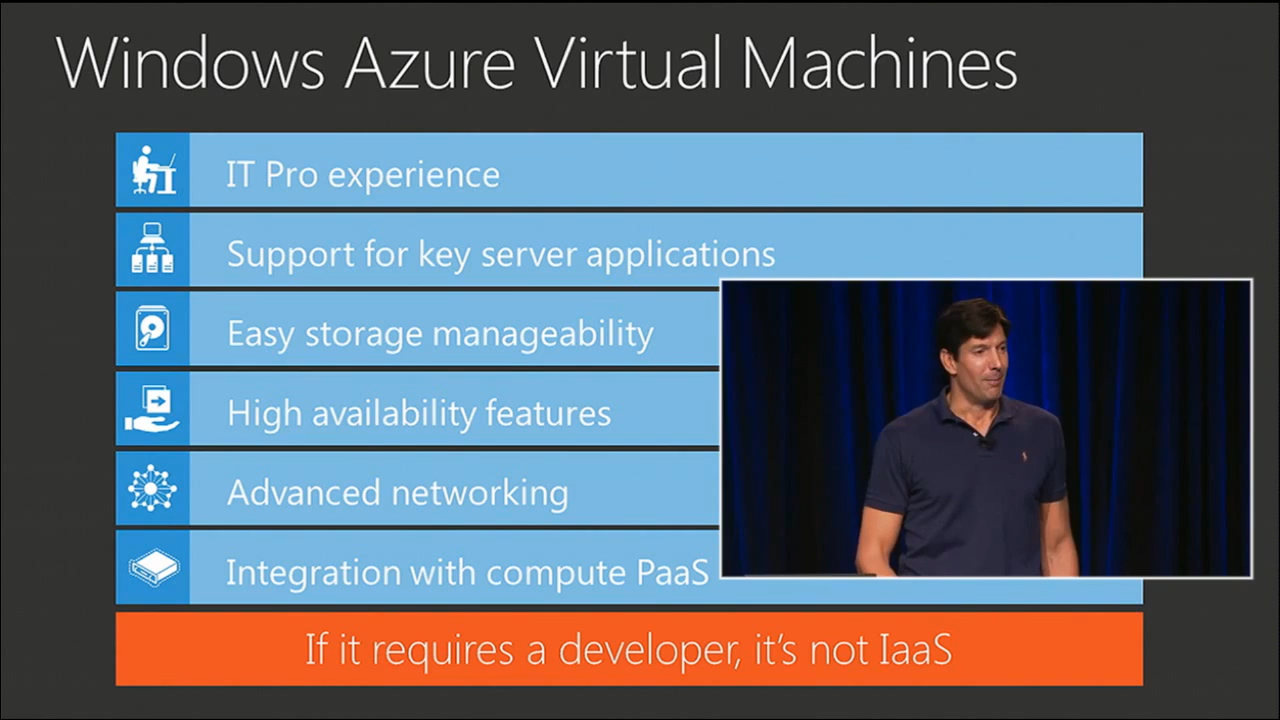 Windows Azure Virtual Machines
IT Pro experience
Support for key server applications
Easy storage manageability
High availability features
Advanced networking
Integration with compute PaaS
If it requires a developer, it's not IaaS